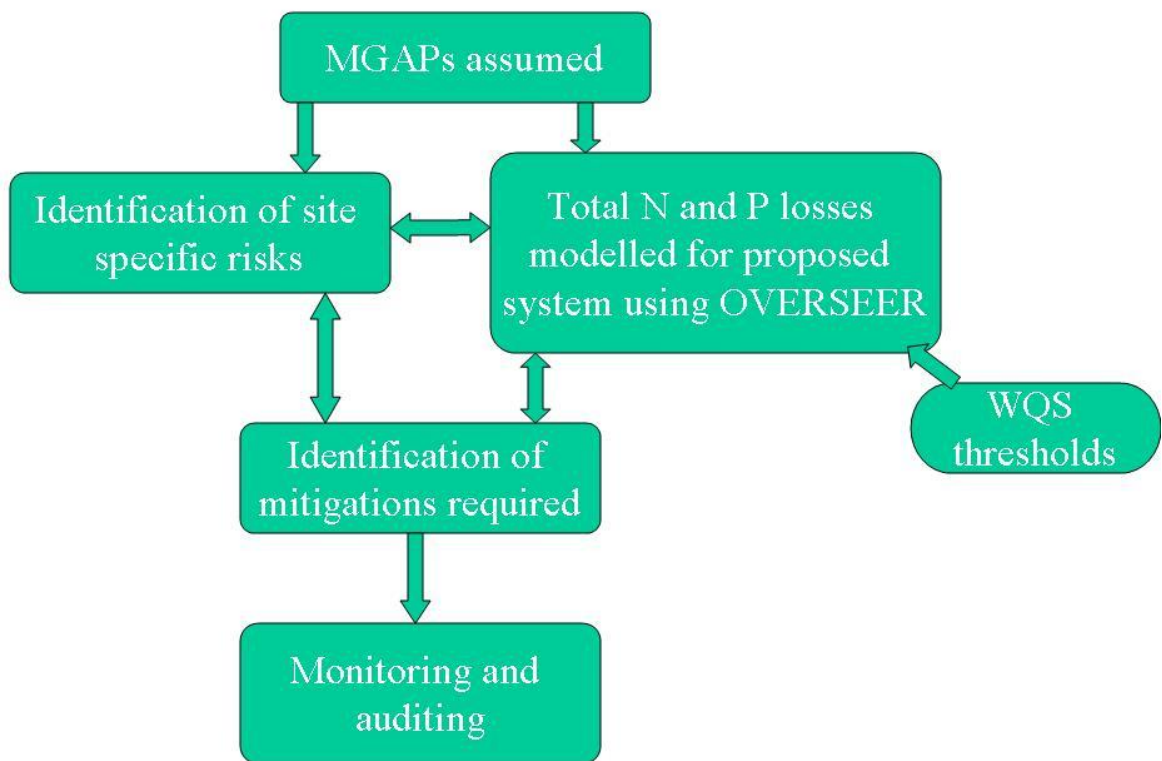 MGAPs assumed
Identification of site
specific risks
Total N and P losses
modelled for proposed
system using OVERSEER
WQS
thresholds
Identification of
mitigations required
Monitoring and
auditing